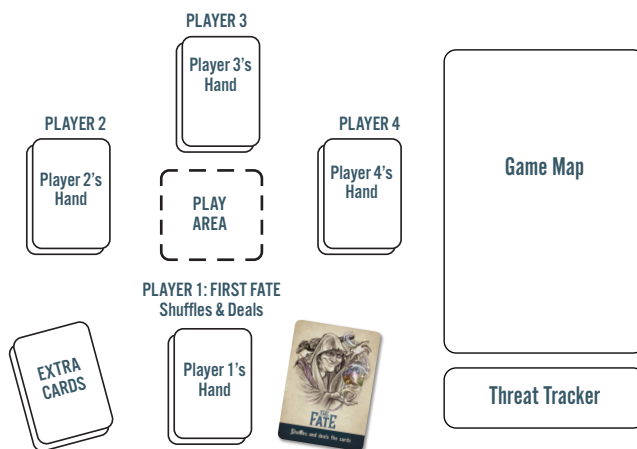 PLAYER 3
Player 3's
Hand
PLAYER 2
Player 2's
Hand
PLAYER 4
Player 4's
Hand
PLAY
AREA
Game Map
PLAYER 1: FIRST FATE
Shuffles & Deals
Player 1's
Hand
EXTRA
CARDS
THE
FATE
Shuffles and deals the cards
Threat Tracker